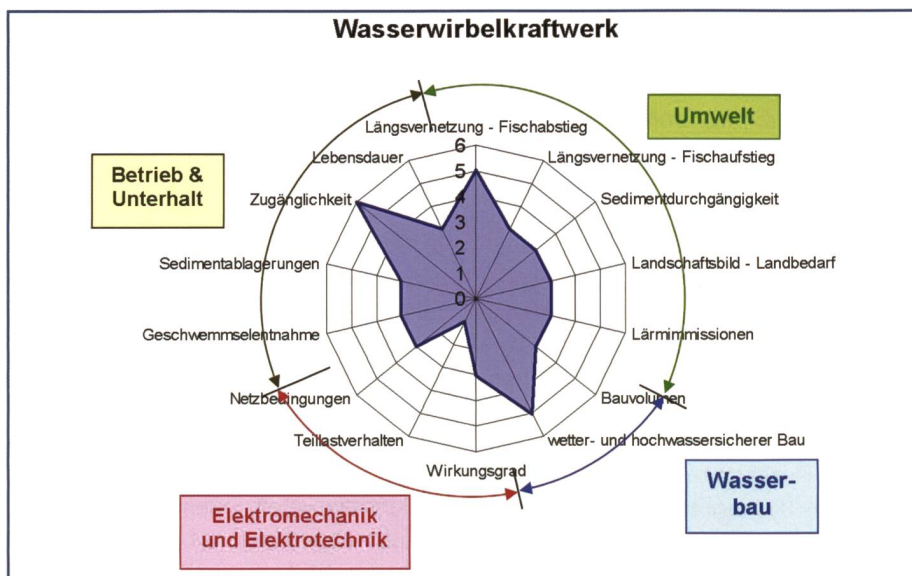 Wasserwirbelkraftwerk
Umwelt
Längsvernetzung - Fischabstieg
Längsvernetzung - Fischaufstieg
Lebensdauer
Betrieb &
Unterhalt
Zugänglichkeit
Sedimentdurchgängigkeit
Sedimentablagerungen
Landschaftsbild - Landbedarf
Geschwemmselentnahme
Lärmimmissionen
Netzbedingungen
Bauvolumen
Teillastverhalten
wetter- und hochwassersicherer Bau
Wirkungsgrad
6
5
4
3
2
1
0
Wasser-
bau
Elektromechanik
und Elektrotechnik